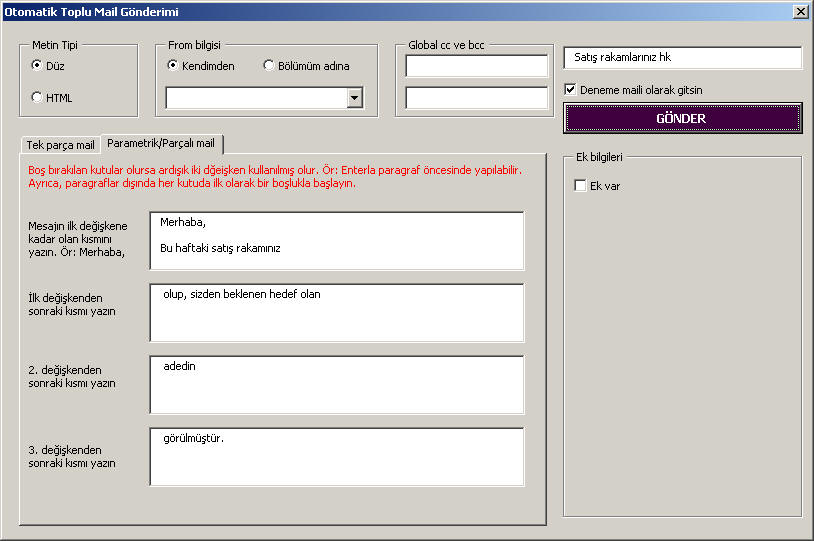 Otomatik Toplu Mail Gönderimi
Metin Tipi
Düz
HTML
From bilgisi
Kendimden
Bölümüm adına
Global cc ve bcc
Satış rakamlarınız hk
Deneme maili olarak gitsin
GÖNDER
Tek parça mail
Parametrik/Parçalı mail
Boş bırakılan kutular olursa ardışık iki dğeişken kullanılmış olur. Ör: Enterla paragraf öncesinde yapılabilir.
Ayrıca, paragraflar dışında her kutuda ilk olarak bir boşlukla başlayın.
Mesajın ilk değişkene
kadar olan kısmını
yazın. Ör: Merhaba,
Merhaba,
Bu haftaki satış rakamınız
İlk değişkenden
sonraki kısmı yazın
olup, sizden beklenen hedef olan
2. değişkenden
sonraki kısmı yazın
adedin
3. değişkenden
sonraki kısmı yazın
görülmüştür.
Ek bilgileri
Ek var